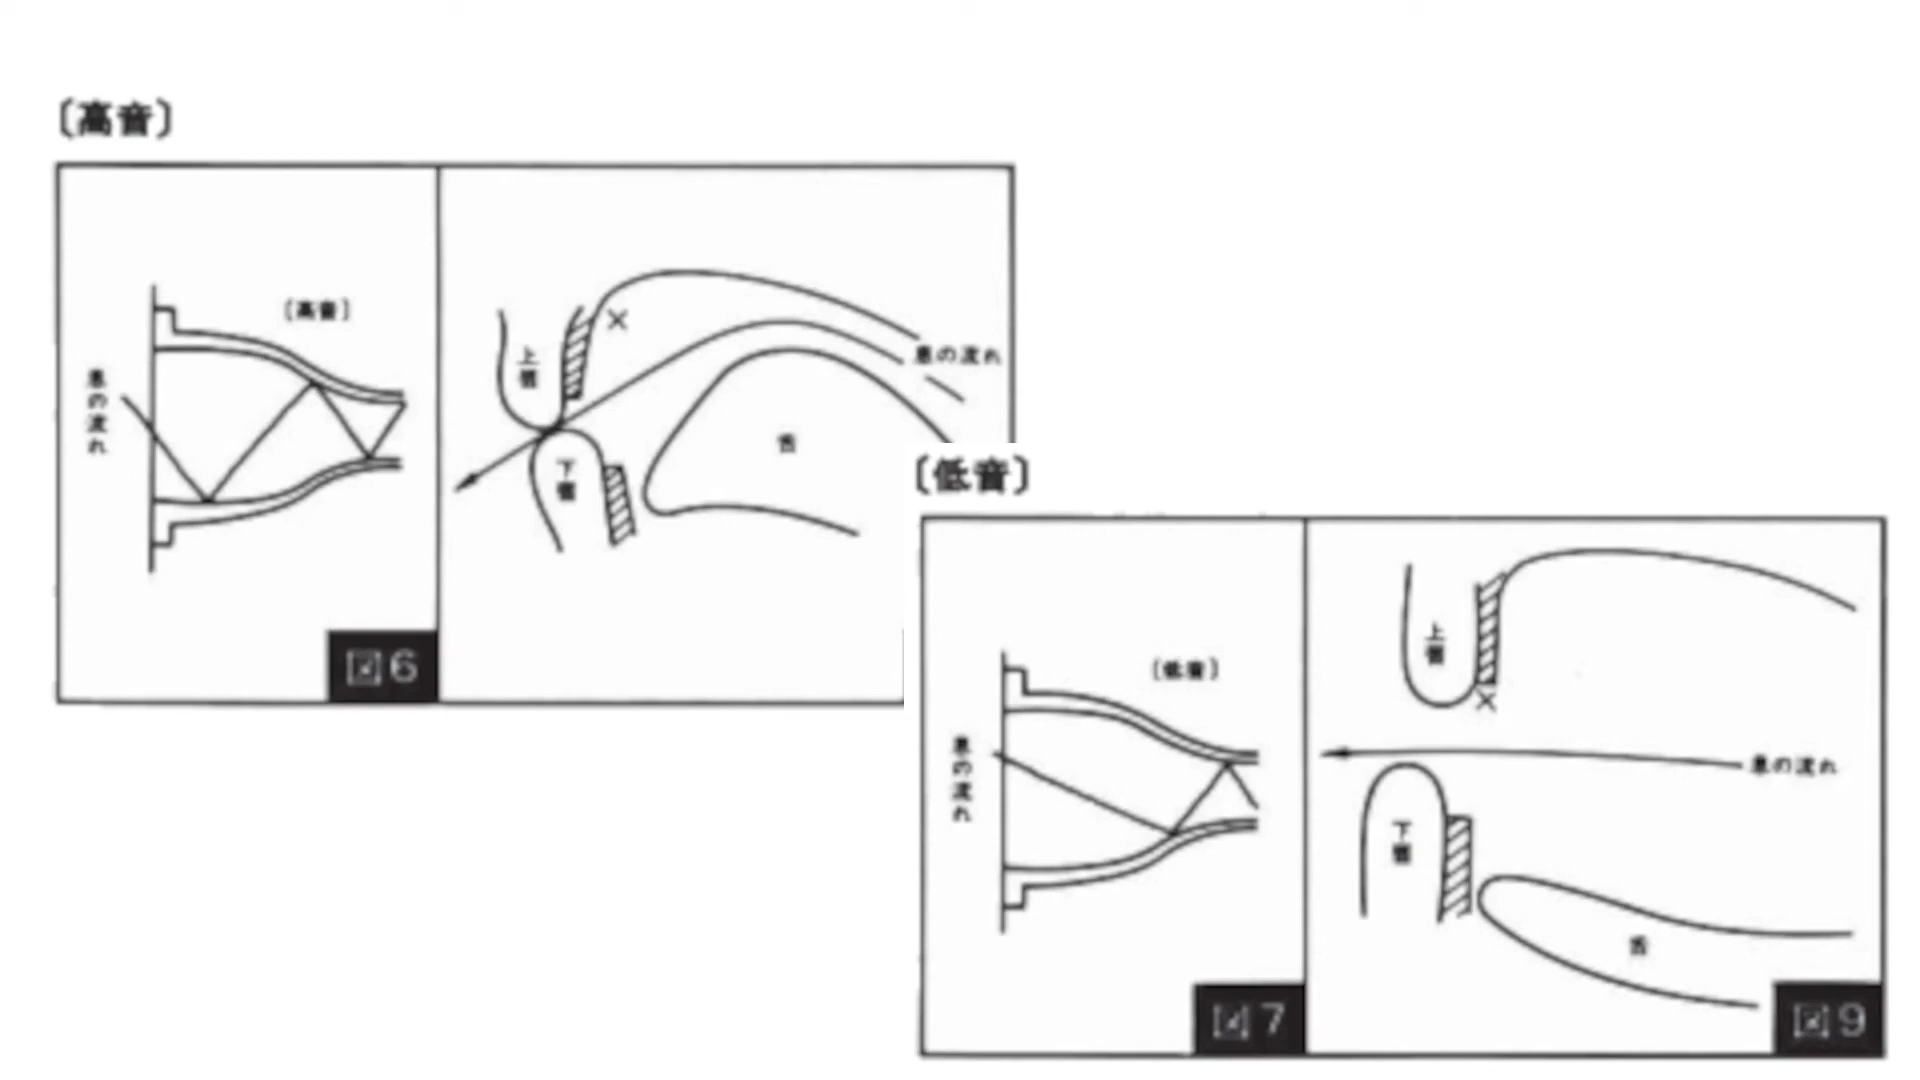 〔高音〕
〔高音〕
息の流れ
図6
上唇
×
息の流れ
舌
下唇
〔低音〕
〔低音〕
息の流れ
図7
上唇
×
息の流れ
下唇
舌
図9